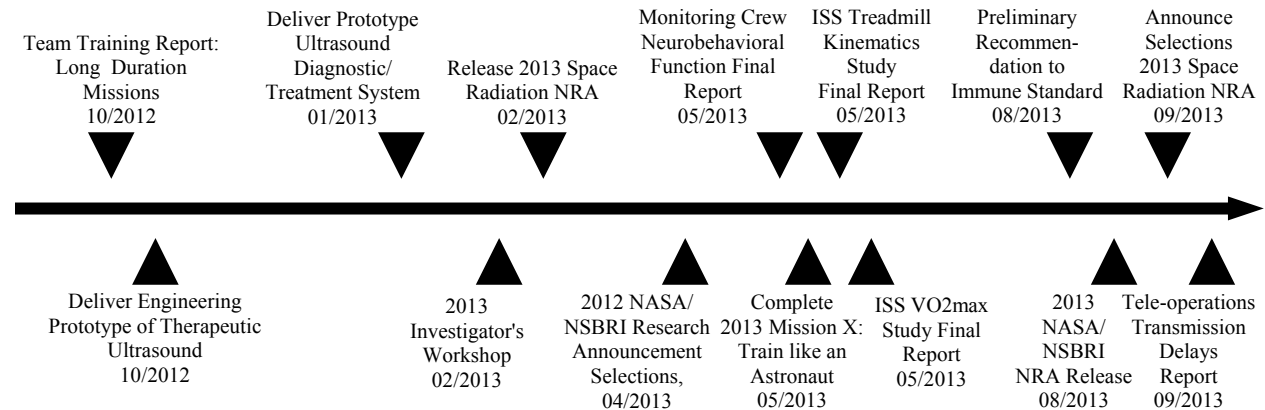 Team Training Report:
Long Duration
Missions
10/2012
Deliver Prototype
Ultrasound
Diagnostic/
Treatment System
01/2013
Release 2013 Space
Radiation NRA
02/2013
Monitoring Crew
Neurobehavioral
Function Final
Report
05/2013
ISS Treadmill
Kinematics
Study
Final Report
05/2013
Preliminary
Recommen-
dation to
Immune Standard
08/2013
Announce
Selections
2013 Space
Radiation NRA
09/2013
Deliver Engineering
Prototype of Therapeutic
Ultrasound
10/2012
2013
Investigator's
Workshop
02/2013
2012 NASA/
NSBRI Research
Announcement
Selections,
04/2013
Complete
2013 Mission X:
Train like an
Astronaut
05/2013
ISS VO2max
Study Final
Report
05/2013
2013
NASA/
NSBRI
NRA Release
08/2013
Tele-operations
Transmission
Delays
Report
09/2013